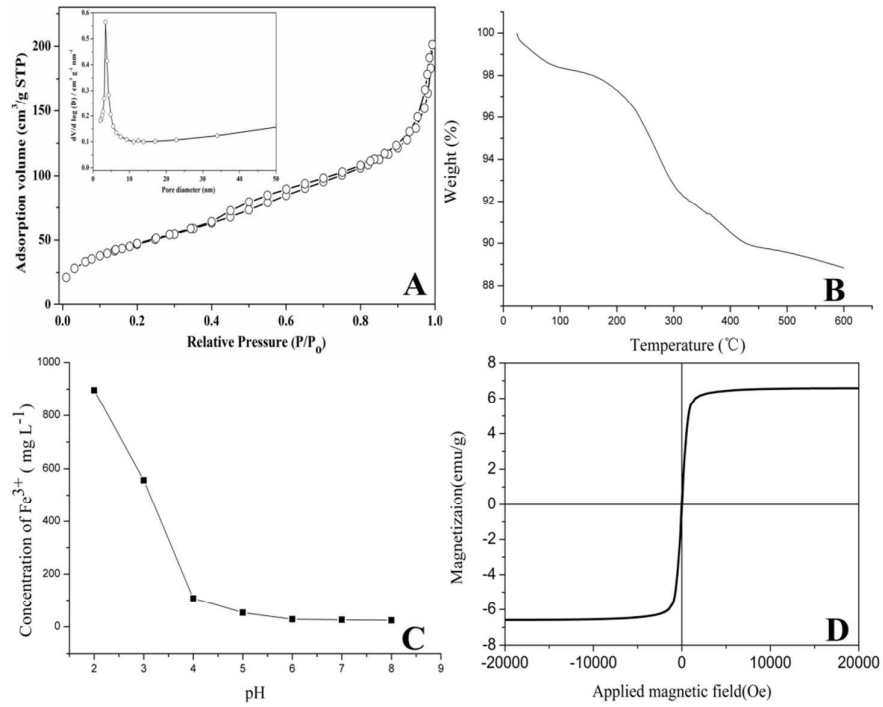 0.6
0.5
0.4
0.3
0.2
0.1
0.0
dV/d log (D) / cm³ g⁻¹ nm⁻¹
0 10 20 30 40 50
Pore diameter (nm)
200
150
100
50
0
Adsorption volume (cm³/g STP)
0.0 0.2 0.4 0.6 0.8 1.0
Relative Pressure (P/P₀)
A
100
98
96
94
92
90
88
Weight (%)
0 100 200 300 400 500 600
Temperature (℃)
B
1000
800
600
400
200
0
Concentration of Fe³⁺ ( mg L⁻¹)
2 3 4 5 6 7 8 9
pH
C
8
6
4
2
0
-2
-4
-6
-8
Magnetizaion(emu/g)
-20000 -10000 0 10000 20000
Applied magnetic field(Oe)
D